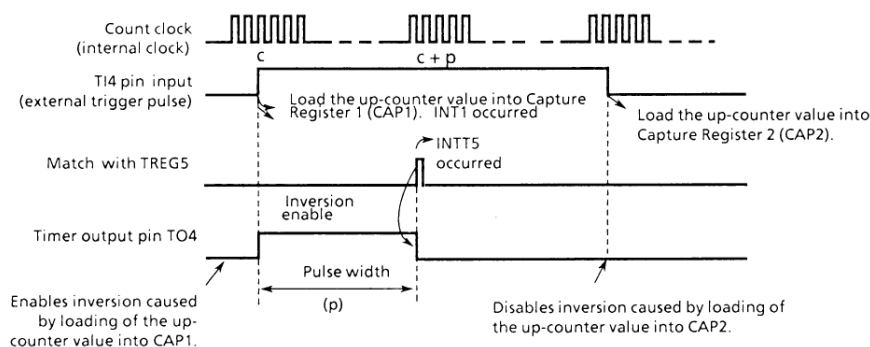 Count clock
(internal clock)
c
c + p
TI4 pin input
(external trigger pulse)
Load the up-counter value into Capture
Register 1 (CAP1). INT1 occurred
Load the up-counter value into
Capture Register 2 (CAP2).
INTT5
occurred
Match with TREG5
Inversion
enable
Timer output pin TO4
Pulse width
(p)
Enables inversion caused
by loading of the up-
counter value into CAP1.
Disables inversion caused by loading of
the up-counter value into CAP2.